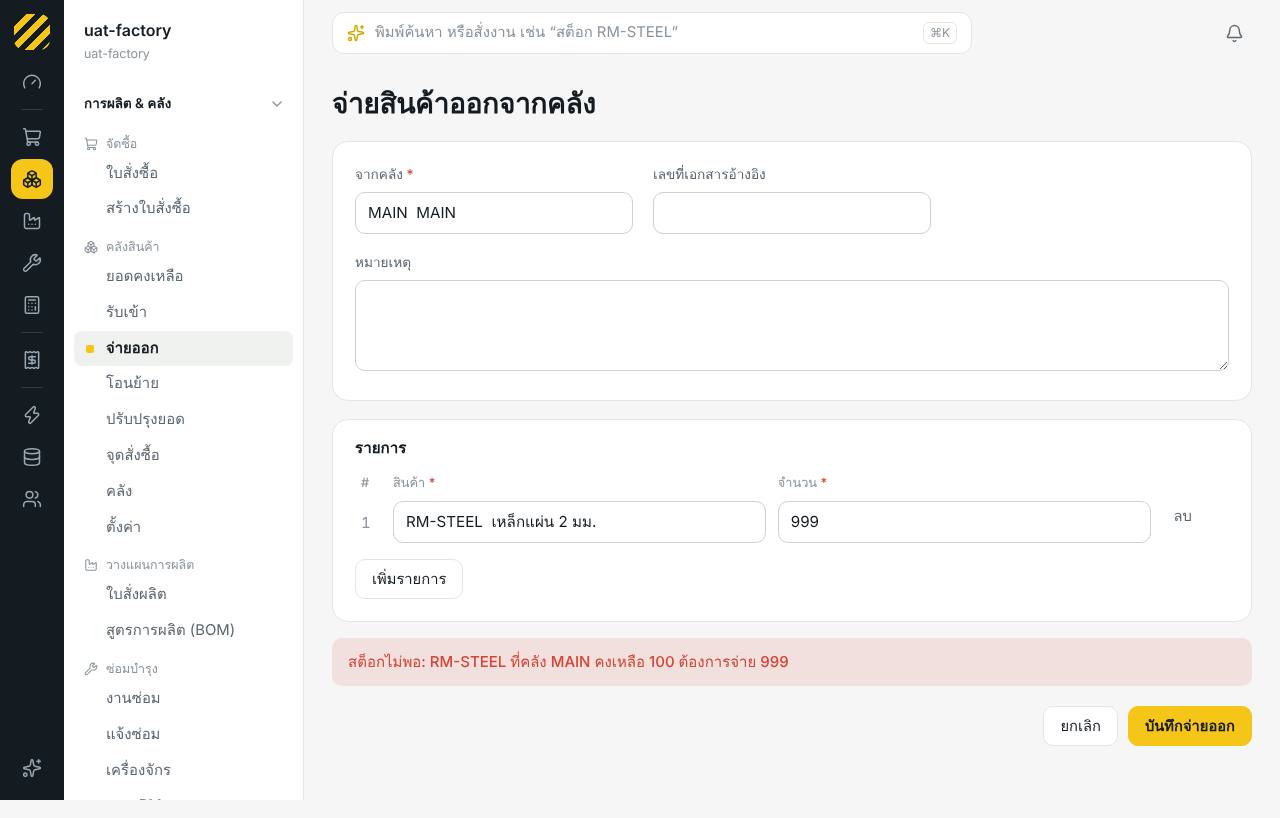 uat-factory
uat-factory
การผลิต & คลัง
จัดซื้อ
ใบสั่งซื้อ
สร้างใบสั่งซื้อ
คลังสินค้า
ยอดคงเหลือ
รับเข้า
จ่ายออก
โอนย้าย
ปรับปรุงยอด
จุดสั่งซื้อ
คลัง
ตั้งค่า
วางแผนการผลิต
ใบสั่งผลิต
สูตรการผลิต (BOM)
ซ่อมบำรุง
งานซ่อม
แจ้งซ่อม
เครื่องจักร
พิมพ์ค้นหา หรือสั่งงาน เช่น “สต็อก RM-STEEL” ⌘K
จ่ายสินค้าออกจากคลัง
จากคลัง * เลขที่เอกสารอ้างอิง
MAIN MAIN
หมายเหตุ
รายการ
# สินค้า * จำนวน *
1 RM-STEEL เหล็กแผ่น 2 มม. 999 ลบ
เพิ่มรายการ
สต็อกไม่พอ: RM-STEEL ที่คลัง MAIN คงเหลือ 100 ต้องการจ่าย 999
ยกเลิก บันทึกจ่ายออก